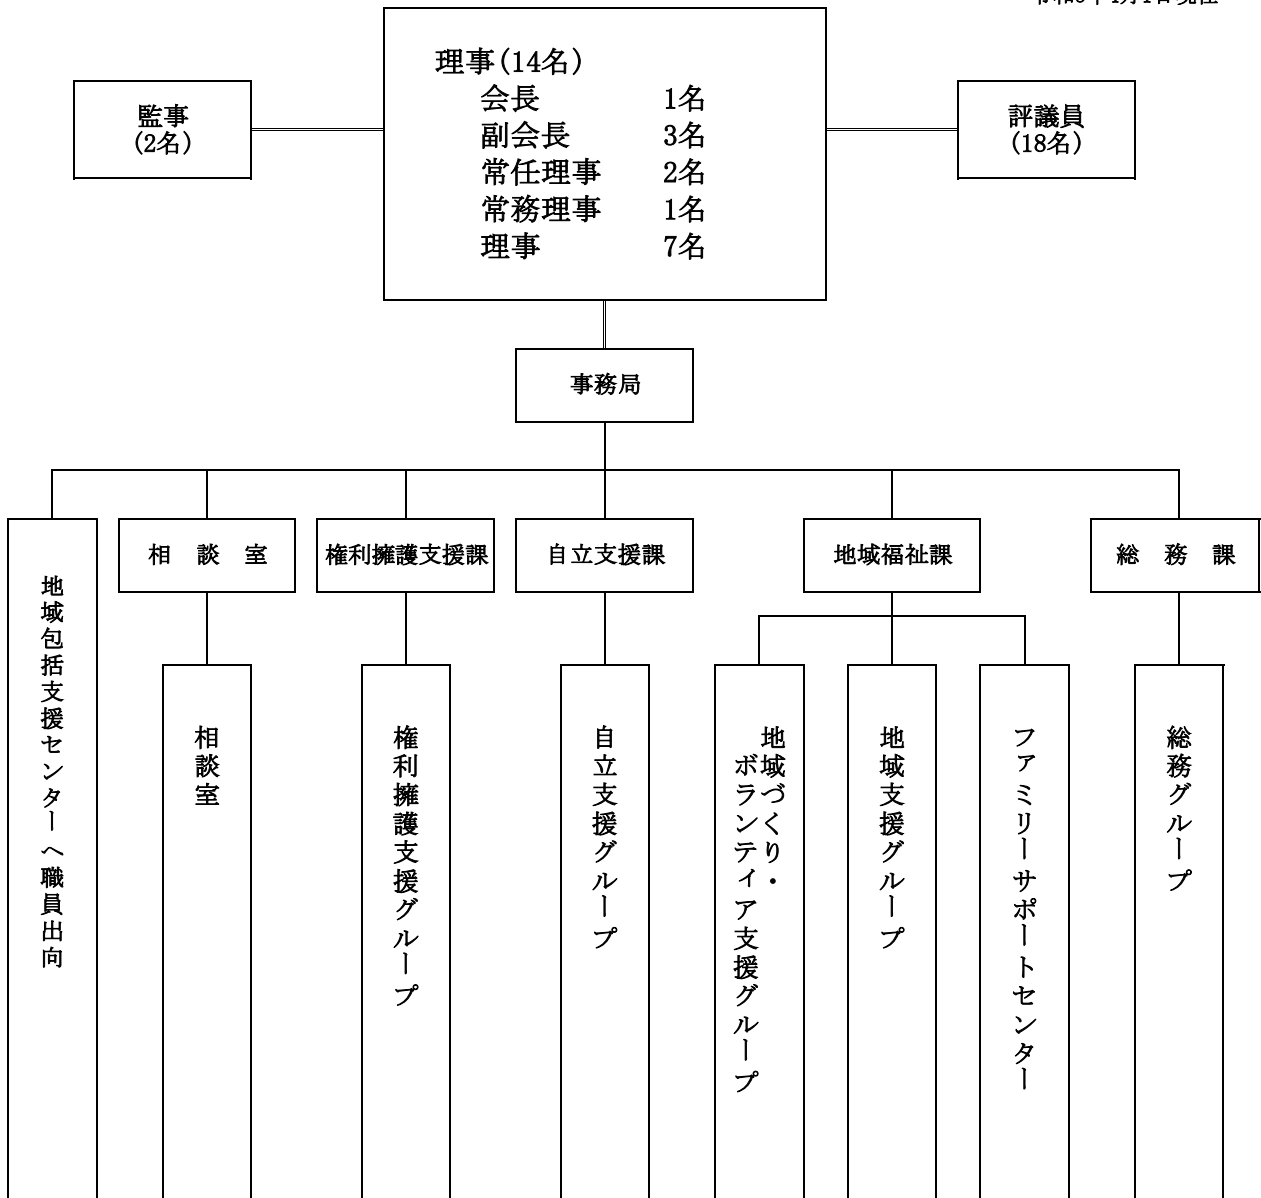 理事(14名)
会長 1名
副会長 3名
常任理事 2名
常務理事 1名
理事 7名
監事
(2名)
評議員
(18名)
事務局
相 談 室
権利擁護支援課
自立支援課
地域福祉課
総 務 課
地域包括支援センターへ職員出向
相談室
権利擁護支援グループ
自立支援グループ
地域づくり・
ボランティア支援グループ
地域支援グループ
ファミリーサポートセンター
総務グループ